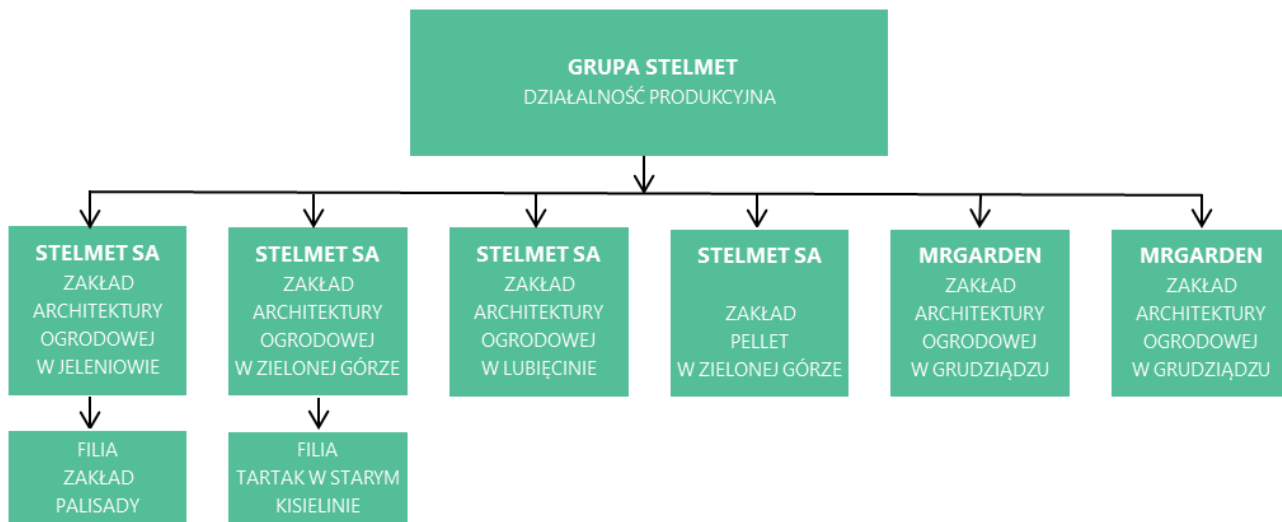 GRUPA STELMET
DZIAŁALNOŚĆ PRODUKCYJNA
STELMET SA
ZAKŁAD
ARCHITEKTURY
OGRODOWEJ
W JELENIOWIE
STELMET SA
ZAKŁAD
ARCHITEKTURY
OGRODOWEJ
W ZIELONEJ GÓRZE
STELMET SA
ZAKŁAD
ARCHITEKTURY
OGRODOWEJ
W LUBIĘCINIE
STELMET SA
ZAKŁAD
PELLET
W ZIELONEJ GÓRZE
MRGARDEN
ZAKŁAD
ARCHITEKTURY
OGRODOWEJ
W GRUDZIĄDZU
MRGARDEN
ZAKŁAD
ARCHITEKTURY
OGRODOWEJ
W GRUDZIĄDZU
FILIA
ZAKŁAD
PALISADY
FILIA
TARTAK W STARYM
KISIELINIE